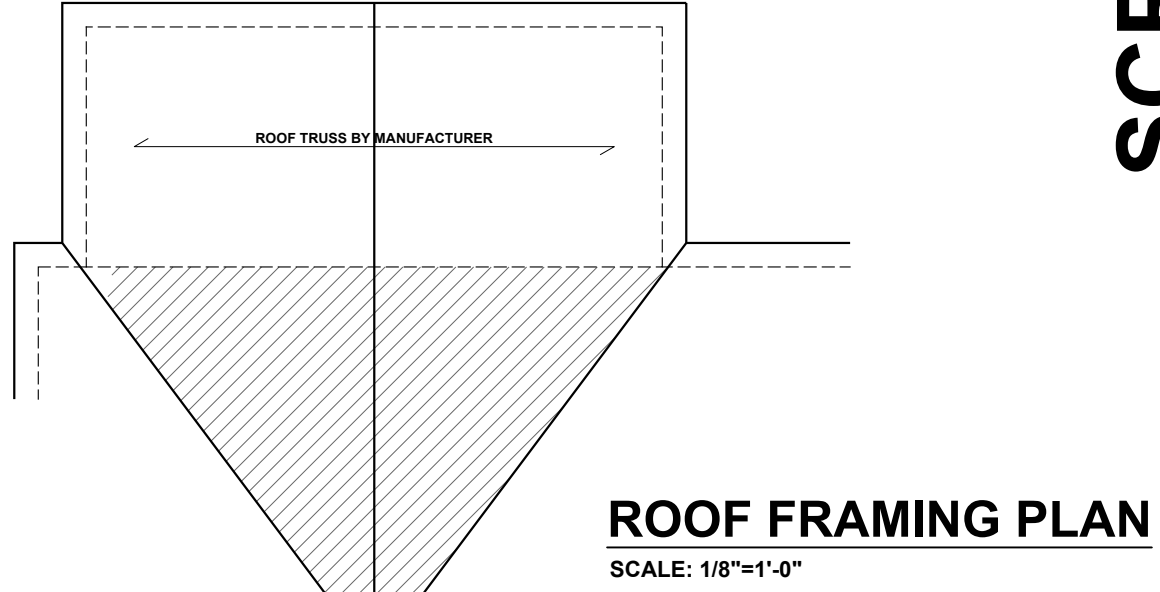 ROOF TRUSS BY MANUFACTURER
ROOF FRAMING PLAN
SCALE: 1/8"=1'-0"